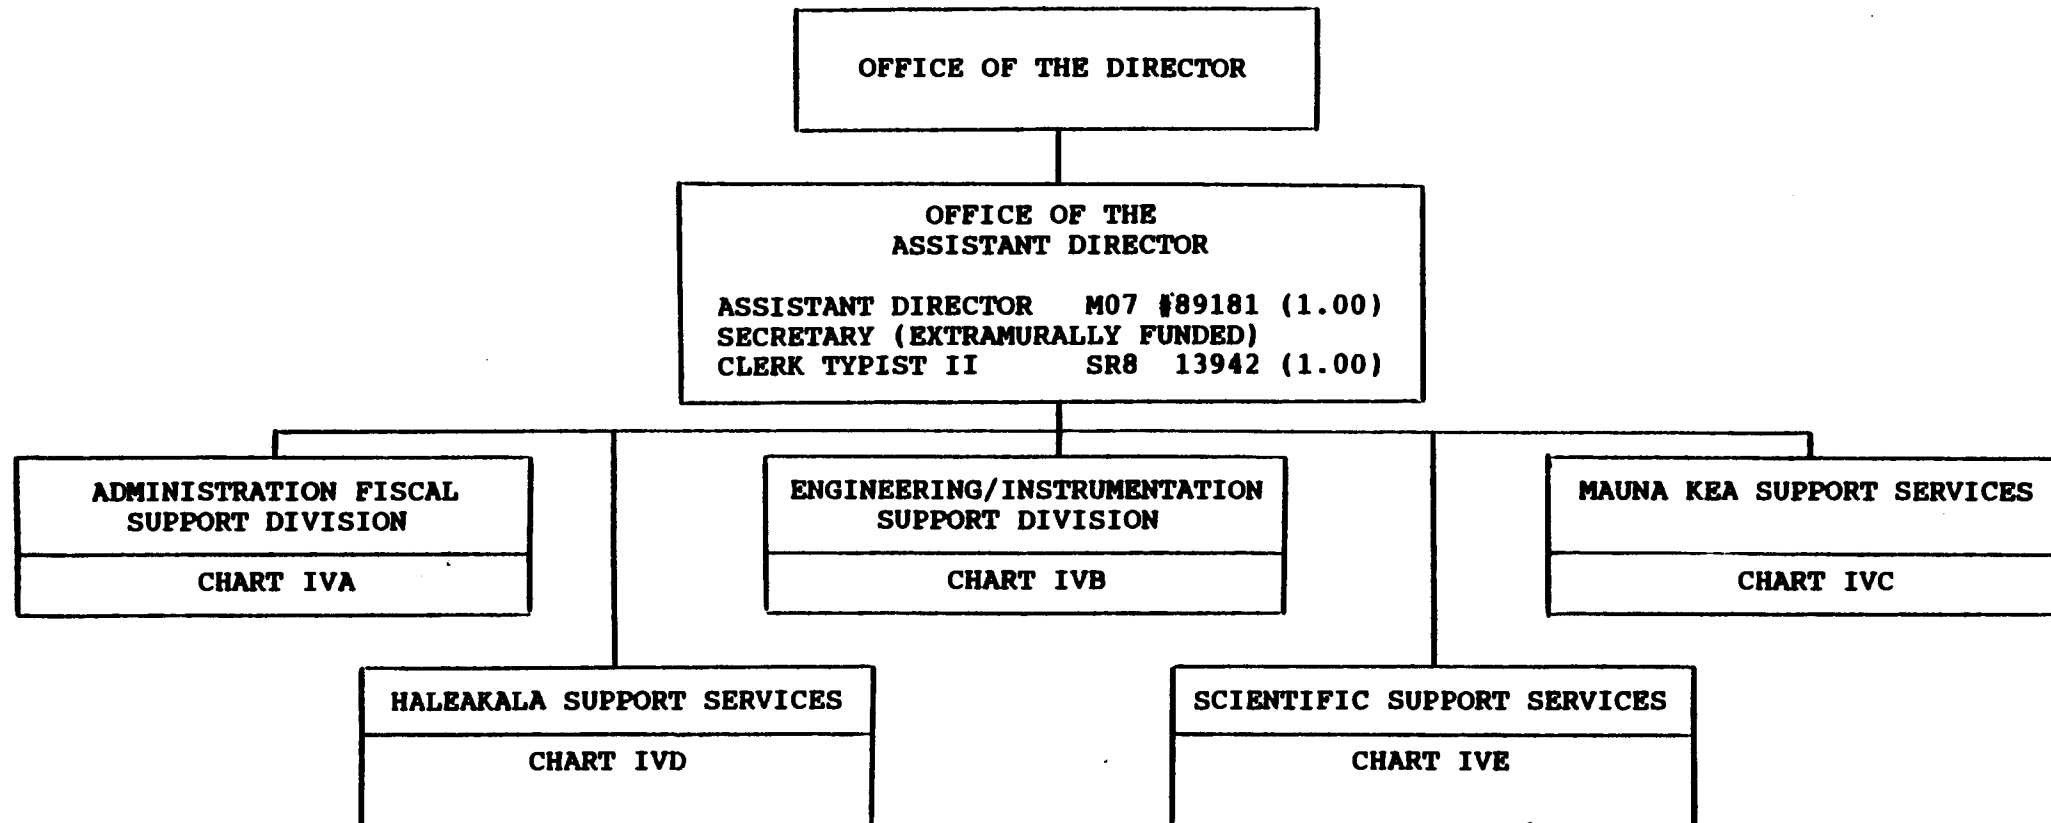 OFFICE OF THE DIRECTOR
OFFICE OF THE
ASSISTANT DIRECTOR
ASSISTANT DIRECTOR M07 #89181 (1.00)
SECRETARY (EXTRAMURALLY FUNDED)
CLERK TYPIST II SR8 13942 (1.00)
ADMINISTRATION FISCAL
SUPPORT DIVISION
CHART IVA
ENGINEERING/INSTRUMENTATION
SUPPORT DIVISION
CHART IVB
MAUNA KEA SUPPORT SERVICES
CHART IVC
HALEAKALA SUPPORT SERVICES
CHART IVD
SCIENTIFIC SUPPORT SERVICES
CHART IVE